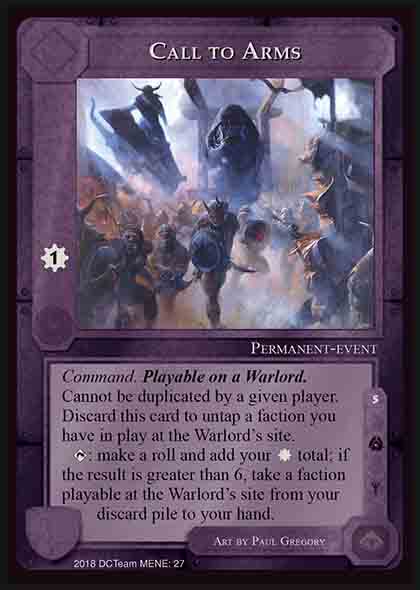 Call to Arms
1
Permanent-event
Command. Playable on a Warlord.
Cannot be duplicated by a given player.
Discard this card to untap a faction you
have in play at the Warlord's site.
: make a roll and add your total; if
the result is greater than 6, take a faction
playable at the Warlord's site from your
discard pile to your hand.
S
Art by Paul Gregory
2018 DCTeam MENE: 27